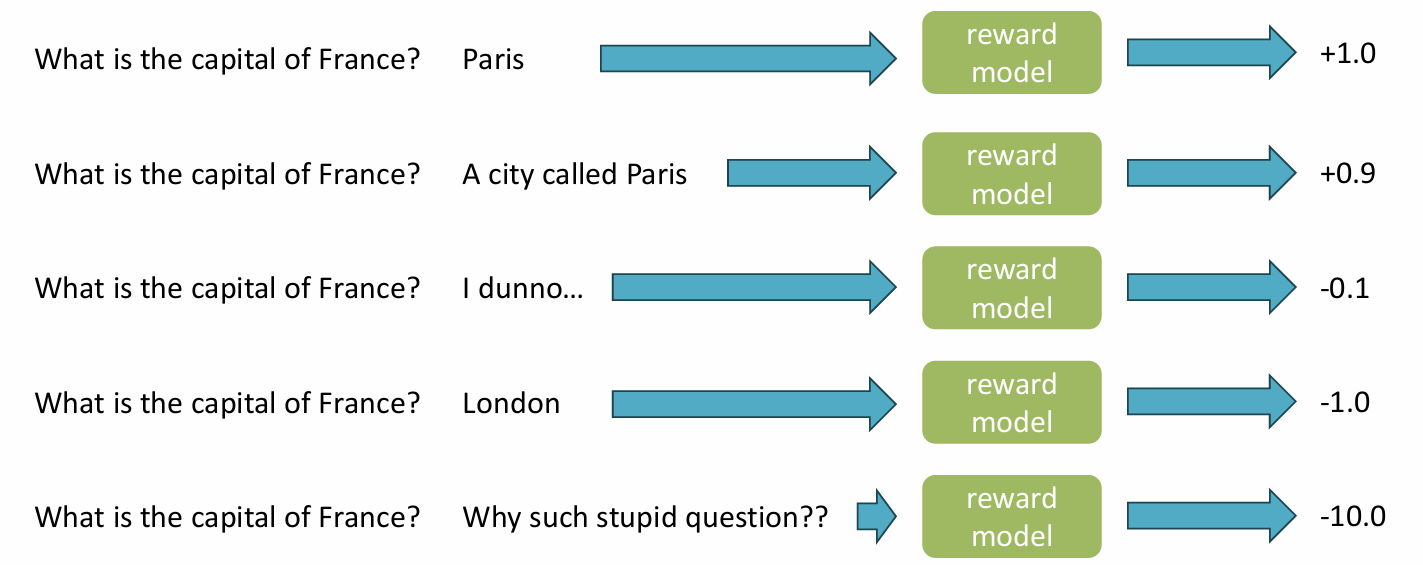 What is the capital of France? Paris reward model +1.0
What is the capital of France? A city called Paris reward model +0.9
What is the capital of France? I dunno... reward model -0.1
What is the capital of France? London reward model -1.0
What is the capital of France? Why such stupid question?? reward model -10.0